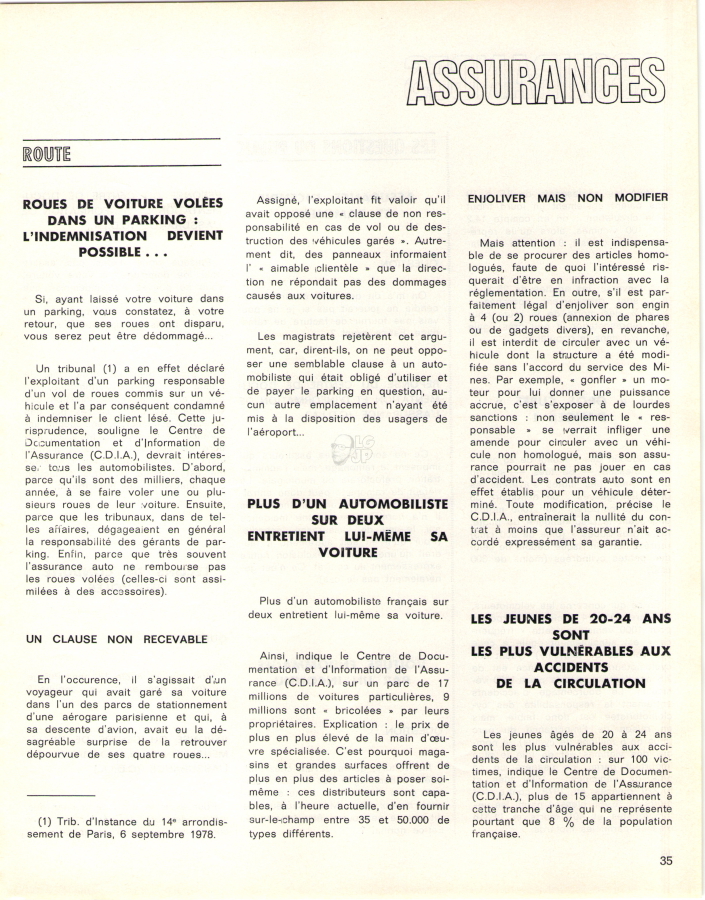 ASSURANCES
ROUTE
ROUES DE VOITURE VOLÉES
DANS UN PARKING :
L'INDEMNISATION DEVIENT
POSSIBLE . . .
Si, ayant laissé votre voiture dans
un parking, vous constatez, à votre
retour, que ses roues ont disparu,
vous serez peut être dédommagé...
Un tribunal (1) a en effet déclaré
l'exploitant d'un parking responsable
d'un vol de roues commis sur un vé-
hicule et l'a par conséquent condamné
à indemniser le client lésé. Cette ju-
risprudence, souligne le Centre de
Documentation et d'Information de
l'Assurance (C.D.I.A.), devrait intéres-
ser tous les automobilistes. D'abord,
parce qu'ils sont des milliers, chaque
année, à se faire voler une ou plu-
sieurs roues de leur voiture. Ensuite,
parce que les tribunaux, dans de tel-
les affaires, dégageaient en général
la responsabilité des gérants de par-
king. Enfin, parce que très souvent
l'assurance auto ne rembourse pas
les roues volées (celles-ci sont assi-
milées à des accessoires).
UN CLAUSE NON RECEVABLE
En l'occurence, il s'agissait d'un
voyageur qui avait garé sa voiture
dans l'un des parcs de stationnement
d'une aérogare parisienne et qui, à
sa descente d'avion, avait eu la dé-
sagréable surprise de la retrouver
dépourvue de ses quatre roues...
(1) Trib. d'Instance du 14e arrondis-
sement de Paris, 6 septembre 1978.
Assigné, l'exploitant fit valoir qu'il
avait opposé une « clause de non res-
ponsabilité en cas de vol ou de des-
truction des véhicules garés ». Autre-
ment dit, des panneaux informaient
l' « aimable clientèle » que la direc-
tion ne répondait pas des dommages
causés aux voitures.
Les magistrats rejetèrent cet argu-
ment, car, dirent-ils, on ne peut oppo-
ser une semblable clause à un auto-
mobiliste qui était obligé d'utiliser et
de payer le parking en question, au-
cun autre emplacement n'ayant été
mis à la disposition des usagers de
l'aéroport...
LG
JP
PLUS D'UN AUTOMOBILISTE
SUR DEUX
ENTRETIENT LUI-MÊME SA
VOITURE
Plus d'un automobiliste français sur
deux entretient lui-même sa voiture.
Ainsi, indique le Centre de Docu-
mentation et d'Information de l'Assu-
rance (C.D.I.A.), sur un parc de 17
millions de voitures particulières, 9
millions sont « bricolées » par leurs
propriétaires. Explication : le prix de
plus en plus élevé de la main d'œu-
vre spécialisée. C'est pourquoi maga-
sins et grandes surfaces offrent de
plus en plus des articles à poser soi-
même : ces distributeurs sont capa-
bles, à l'heure actuelle, d'en fournir
sur-le-champ entre 35 et 50.000 de
types différents.
ENJOLIVER MAIS NON MODIFIER
Mais attention : il est indispensa-
ble de se procurer des articles homo-
logués, faute de quoi l'intéressé ris-
querait d'être en infraction avec la
réglementation. En outre, s'il est par-
faitement légal d'enjoliver son engin
à 4 (ou 2) roues (annexion de phares
ou de gadgets divers), en revanche,
il est interdit de circuler avec un vé-
hicule dont la structure a été modi-
fiée sans l'accord du service des Mi-
nes. Par exemple, « gonfler » un mo-
teur pour lui donner une puissance
accrue, c'est s'exposer à de lourdes
sanctions : non seulement le « res-
ponsable » se verrait infliger une
amende pour circuler avec un véhi-
cule non homologué, mais son assu-
rance pourrait ne pas jouer en cas
d'accident. Les contrats auto sont en
effet établis pour un véhicule déter-
miné. Toute modification, précise le
C.D.I.A., entraînerait la nullité du con-
trat à moins que l'assureur n'ait ac-
cordé expressément sa garantie.
LES JEUNES DE 20-24 ANS
SONT
LES PLUS VULNÉRABLES AUX
ACCIDENTS
DE LA CIRCULATION
Les jeunes âgés de 20 à 24 ans
sont les plus vulnérables aux acci-
dents de la circulation : sur 100 vic-
times, indique le Centre de Documen-
tation et d'Information de l'Assurance
(C.D.I.A.), plus de 15 appartiennent à
cette tranche d'âge qui ne représente
pourtant que 8 % de la population
française.
35